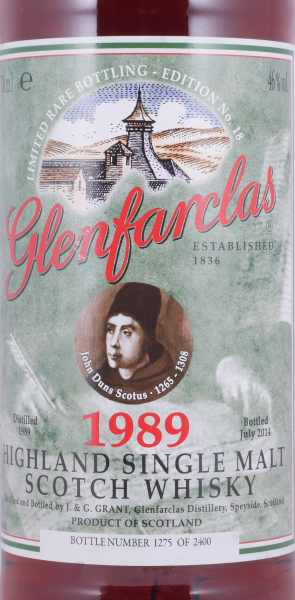 LIMITED RARE BOTTLING - EDITION No. 18
e
46% vol
Glenfarclas
ESTABLISHED
1836
John Duns Scotus · 1265 - 1308
Distilled
1989
1989
Bottled
July 2014
HIGHLAND SINGLE MALT
SCOTCH WHISKY
and Bottled by J. & G. GRANT, Glenfarclas Distillery, Speyside, Scotland
PRODUCT OF SCOTLAND
BOTTLE NUMBER 1275 OF 2400